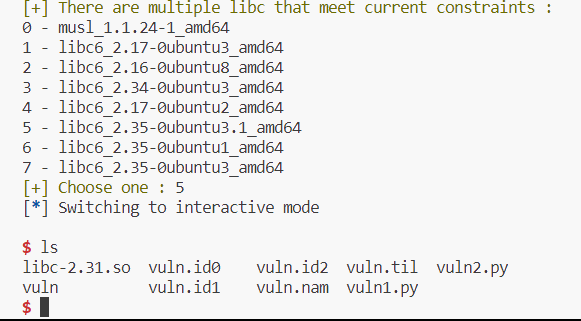 [+] There are multiple libc that meet current constraints :
0 - musl_1.1.24-1_amd64
1 - libc6_2.17-0ubuntu3_amd64
2 - libc6_2.16-0ubuntu8_amd64
3 - libc6_2.34-0ubuntu3_amd64
4 - libc6_2.17-0ubuntu2_amd64
5 - libc6_2.35-0ubuntu3.1_amd64
6 - libc6_2.35-0ubuntu1_amd64
7 - libc6_2.35-0ubuntu3_amd64
[+] Choose one : 5
[*] Switching to interactive mode
$ ls
libc-2.31.so  vuln.id0    vuln.id2  vuln.til  vuln2.py
vuln          vuln.id1    vuln.nam  vuln1.py
$